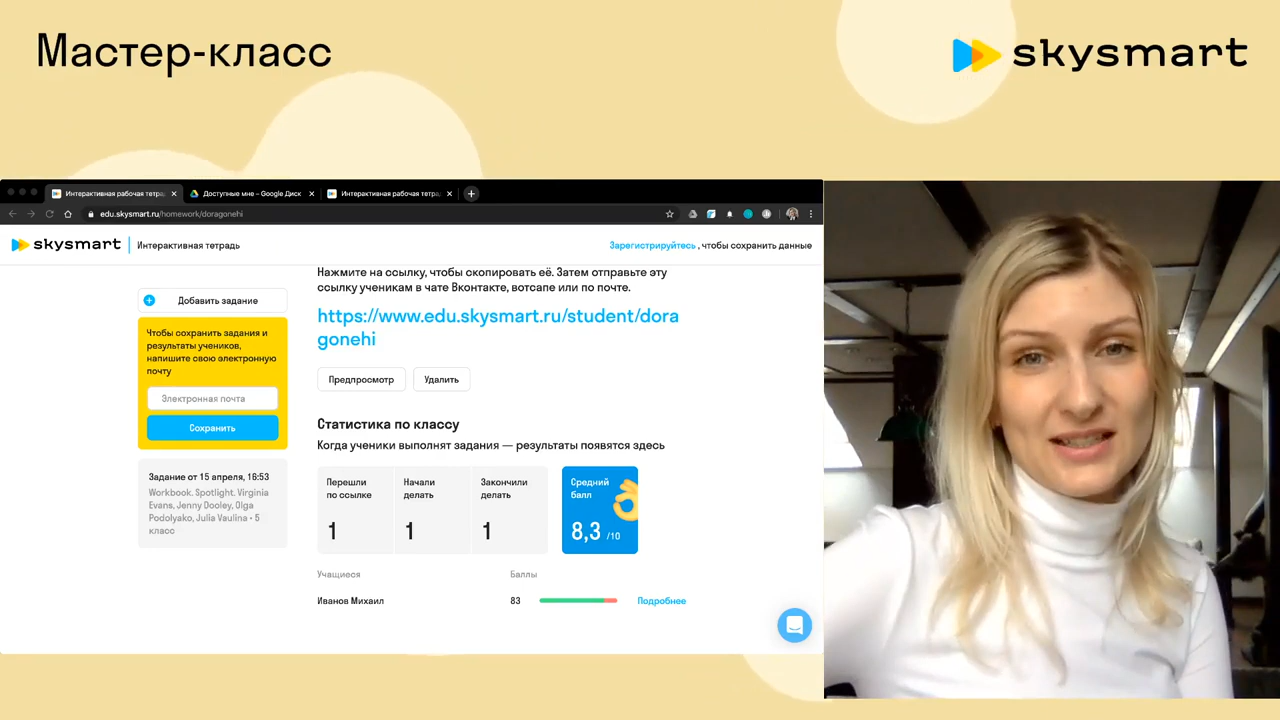 Мастер-класс
skysmart
Интерактивная рабочая тетра
Доступные мне – Google Диск
Интерактивная рабочая тетра
edu.skysmart.ru/homework/doragonehi
skysmart
Интерактивная тетрадь
Зарегистрируйтесь , чтобы сохранить данные
Добавить задание
Чтобы сохранить задания и
результаты учеников,
напишите свою электронную
почту
Электронная почта
Сохранить
Задание от 15 апреля, 16:53
Workbook. Spotlight. Virginia
Evans, Jenny Dooley, Olga
Podolyako, Julia Vaulina • 5
класс
Нажмите на ссылку, чтобы скопировать её. Затем отправьте эту
ссылку ученикам в чате Вконтакте, вотсапе или по почте.
https://www.edu.skysmart.ru/student/dora
gonehi
Предпросмотр
Удалить
Статистика по классу
Когда ученики выполнят задания — результаты появятся здесь
Перешли
по ссылке
1
Начали
делать
1
Закончили
делать
1
Средний
балл
8,3 /10
Учащиеся
Баллы
Иванов Михаил
83
Подробнее